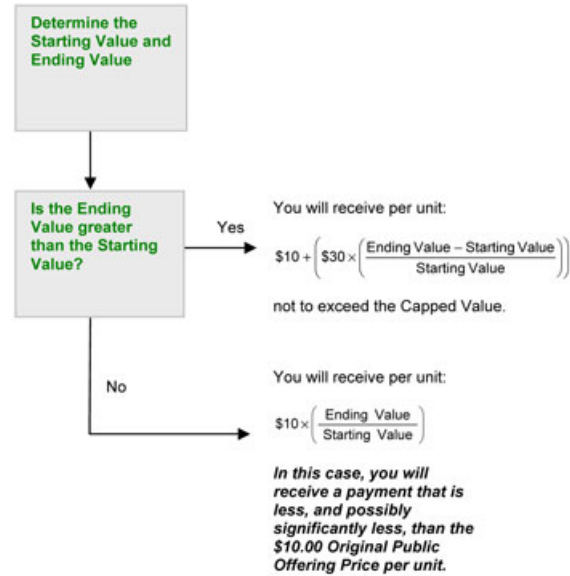 Determine the
Starting Value and
Ending Value
Is the Ending
Value greater
than the Starting
Value?
Yes
You will receive per unit:
$10 + ($30 × (Ending Value – Starting Value / Starting Value))
not to exceed the Capped Value.
No
You will receive per unit:
$10 × (Ending Value / Starting Value)
In this case, you will
receive a payment that is
less, and possibly
significantly less, than the
$10.00 Original Public
Offering Price per unit.